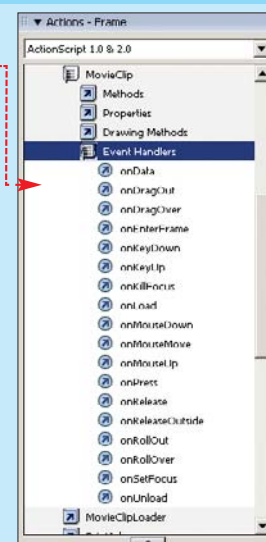 Actions - Frame
ActionScript 1.0 & 2.0
MovieClip
Methods
Properties
Drawing Methods
Event Handlers
onData
onDragOut
onDragOver
onEnterFrame
onKeyDown
onKeyUp
onKillFocus
onLoad
onMouseDown
onMouseMove
onMouseUp
onPress
onRelease
onReleaseOutside
onRollOut
onRollOver
onSetFocus
onUnload
MovieClipLoader